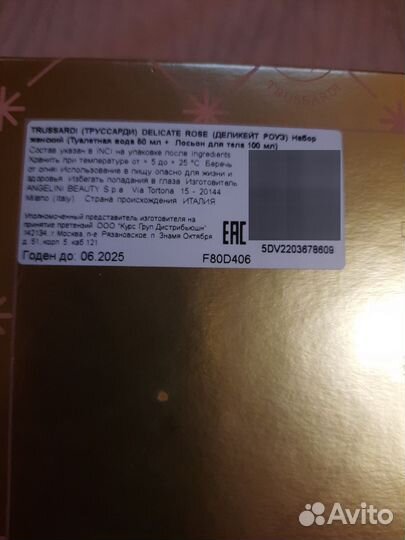 TRUSSARDI
TRUSSARDI (ТРУССАРДИ) DELICATE ROSE (ДЕЛИКЕЙТ РОУЗ) Набор
женский (Туалетная вода 50 мл + Лосьон для тела 100 мл)
Состав указан в INCI на упаковке после Ingredients
Хранить при температуре от + 5 до + 25 °C Беречь
от огня Использование в пищу опасно для жизни и
здоровья. Избегать попадания в глаза Изготовитель
ANGELINI BEAUTY S.p.a Via Tortona 15 - 20144
Milano (Italy) Страна происхождения ИТАЛИЯ
Уполномоченный представитель изготовителя на
принятие претензий ООО "Курс Груп Дистрибьюшн"
142134 г Москва, п-е Рязановское, п Знамя Октября
д. 51, корп 5, каб 121
EAC
5DV2203678609
Годен до: 06.2025
F80D406
Avito